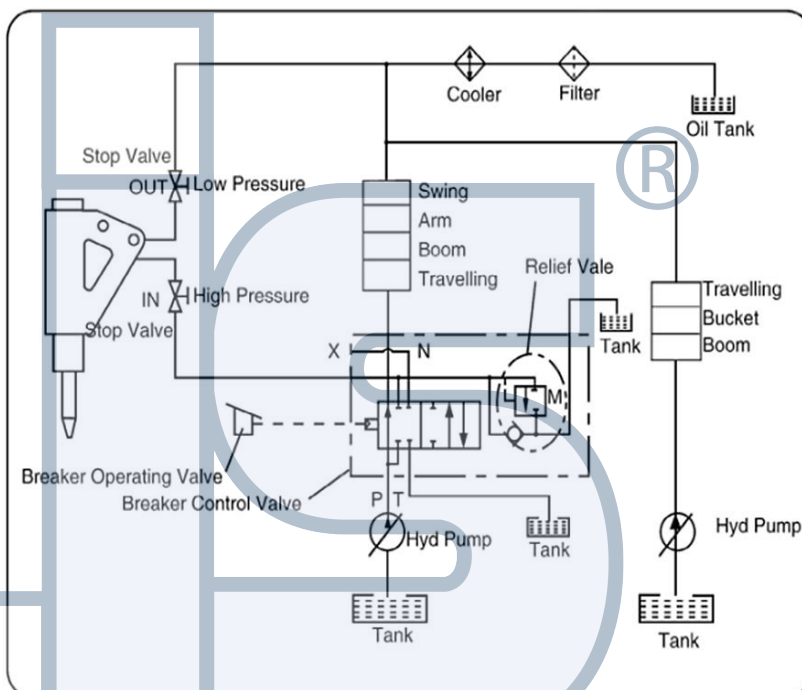 Cooler
Filter
Oil Tank
®
Stop Valve
OUT
Low Pressure
Swing
Arm
Boom
Travelling
Relief Vale
IN
High Pressure
Stop Valve
Travelling
Bucket
Boom
Tank
X
N
M
Breaker Operating Valve
Breaker Control Valve
P T
Hyd Pump
Tank
Hyd Pump
Tank
Tank